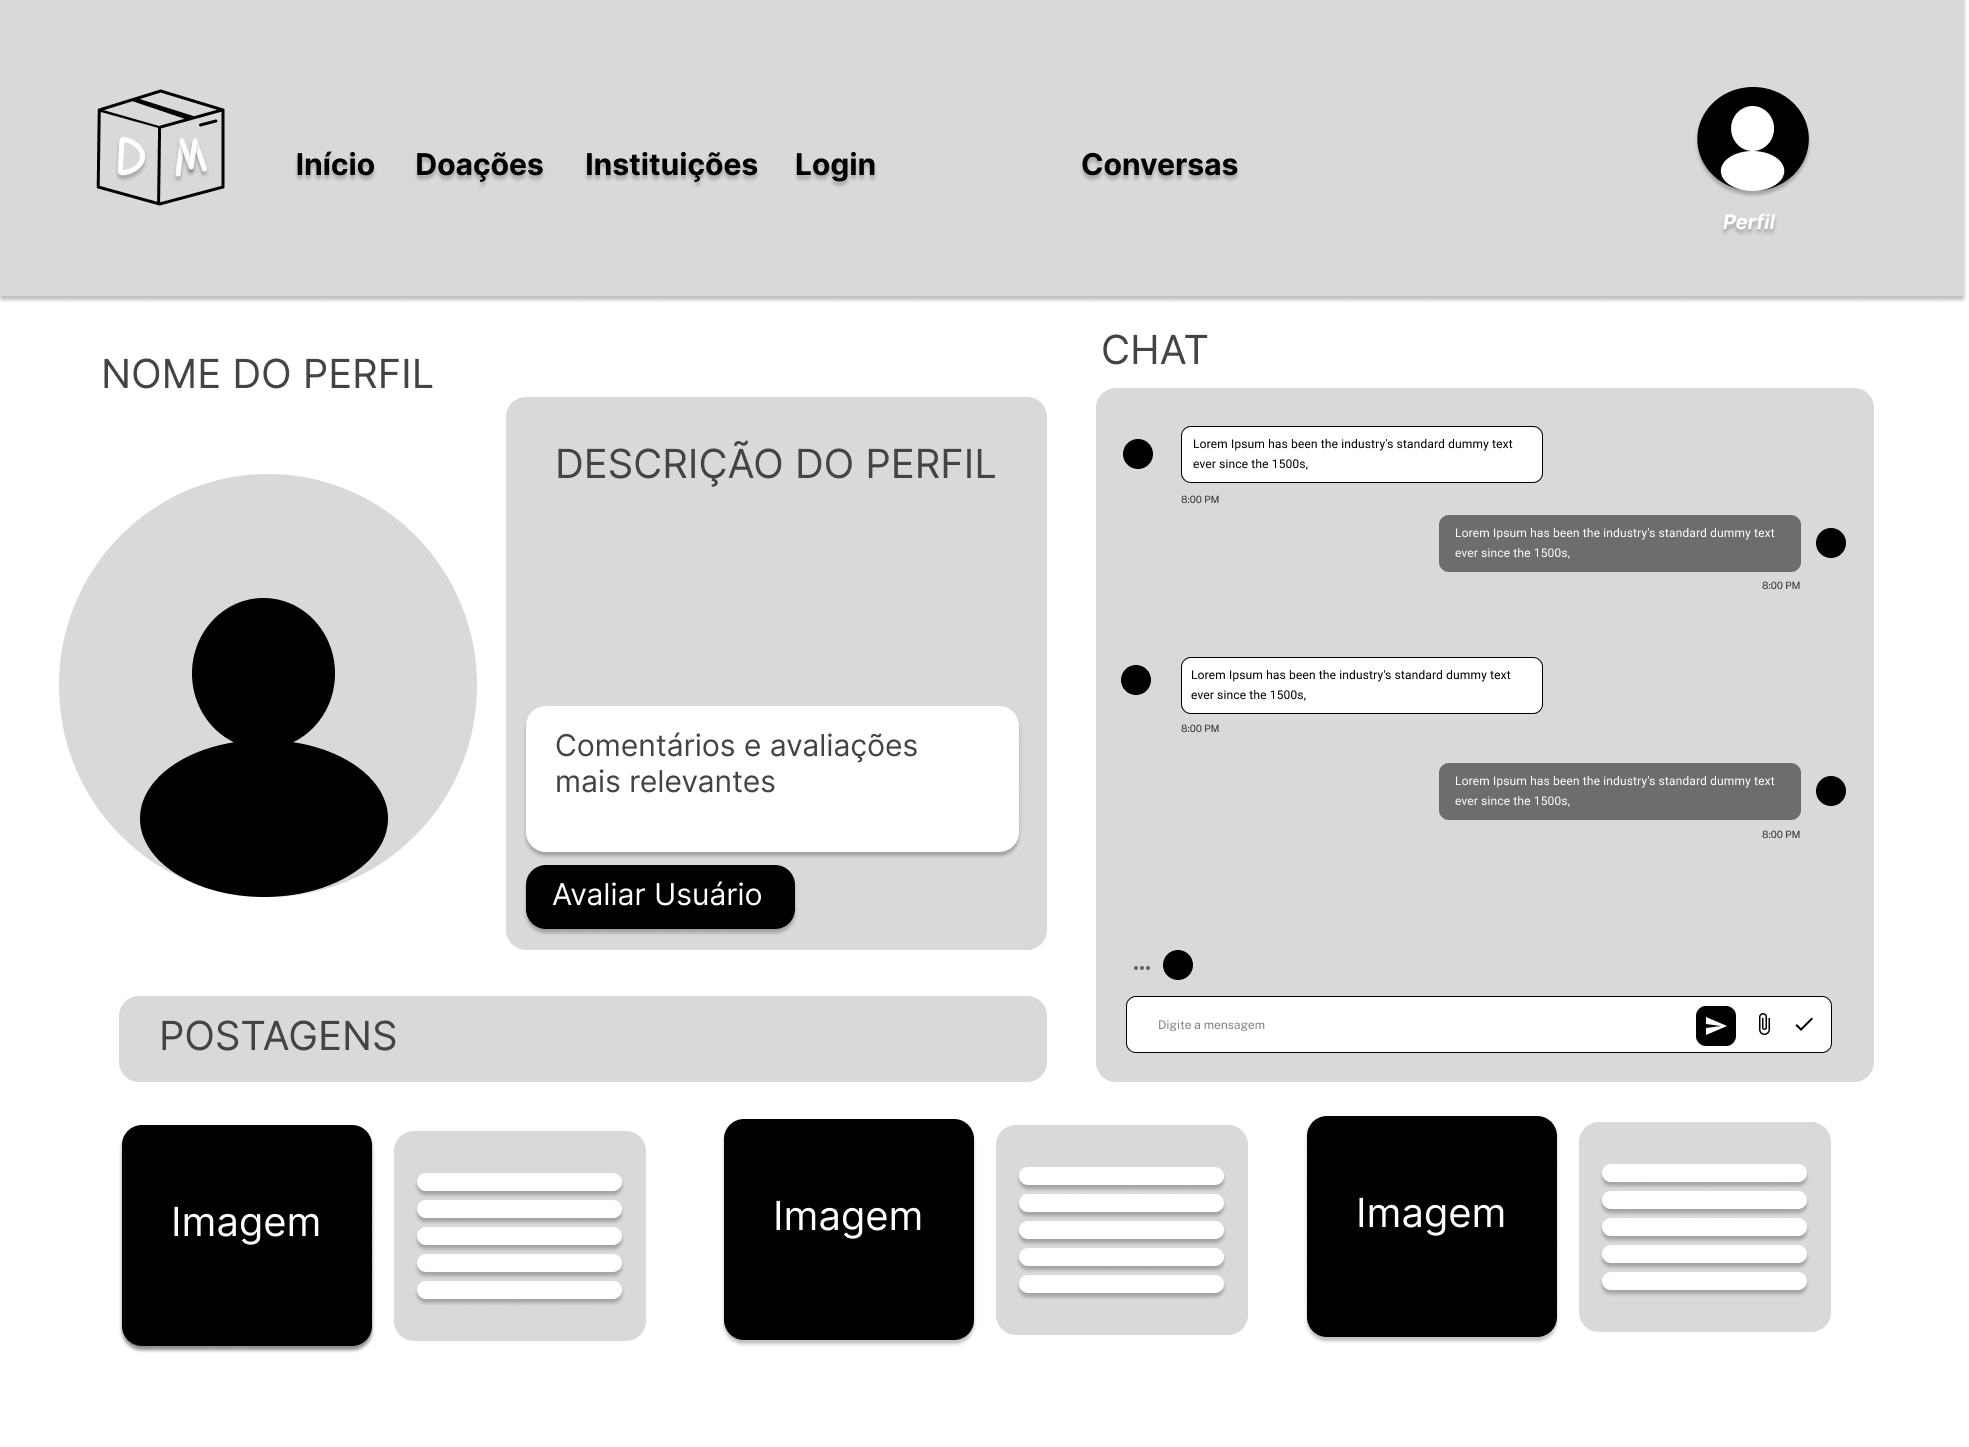 D M
Início Doações Instituições Login Conversas
Perfil
NOME DO PERFIL
DESCRIÇÃO DO PERFIL
Comentários e avaliações
mais relevantes
Avaliar Usuário
CHAT
Lorem Ipsum has been the industry's standard dummy text
ever since the 1500s,
8:00 PM
Lorem Ipsum has been the industry's standard dummy text
ever since the 1500s,
8:00 PM
Lorem Ipsum has been the industry's standard dummy text
ever since the 1500s,
8:00 PM
Lorem Ipsum has been the industry's standard dummy text
ever since the 1500s,
8:00 PM
Digite a mensagem
POSTAGENS
Imagem
Imagem
Imagem